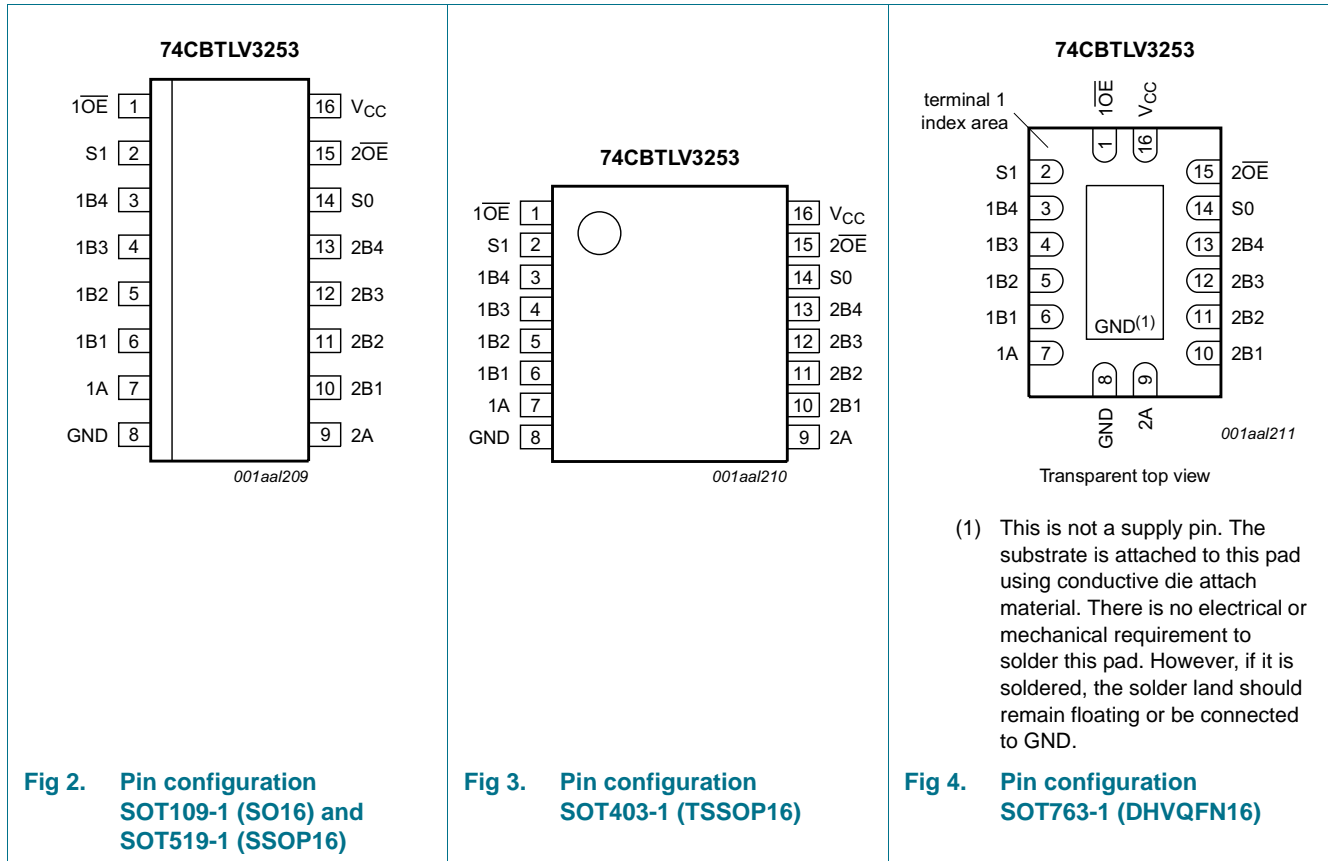 74CBTLV3253
1O̅E̅ 1
S1 2
1B4 3
1B3 4
1B2 5
1B1 6
1A 7
GND 8
16 VCC
15 2O̅E̅
14 S0
13 2B4
12 2B3
11 2B2
10 2B1
9 2A
001aal209
Fig 2. Pin configuration
SOT109-1 (SO16) and
SOT519-1 (SSOP16)
74CBTLV3253
1O̅E̅ 1
S1 2
1B4 3
1B3 4
1B2 5
1B1 6
1A 7
GND 8
16 VCC
15 2O̅E̅
14 S0
13 2B4
12 2B3
11 2B2
10 2B1
9 2A
001aal210
Fig 3. Pin configuration
SOT403-1 (TSSOP16)
74CBTLV3253
terminal 1
index area
1O̅E̅ 1
VCC 16
S1 2
1B4 3
1B3 4
1B2 5
1B1 6
1A 7
15 2O̅E̅
14 S0
13 2B4
12 2B3
11 2B2
10 2B1
GND(1)
8 GND
9 2A
001aal211
Transparent top view
(1) This is not a supply pin. The
substrate is attached to this pad
using conductive die attach
material. There is no electrical or
mechanical requirement to
solder this pad. However, if it is
soldered, the solder land should
remain floating or be connected
to GND.
Fig 4. Pin configuration
SOT763-1 (DHVQFN16)